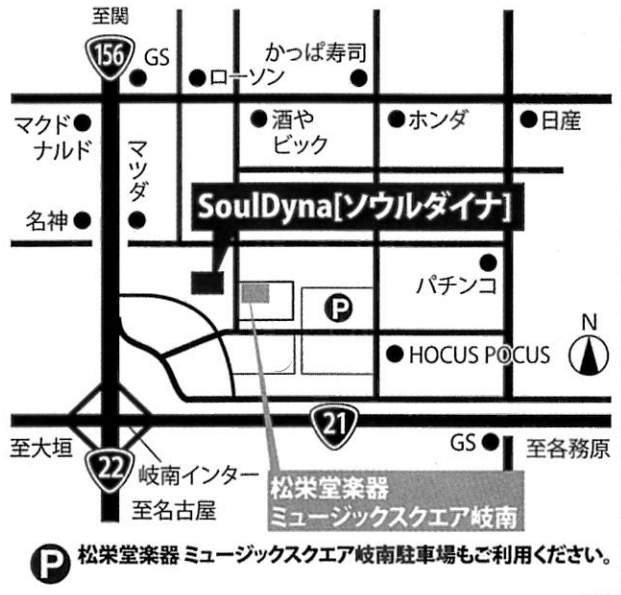 至関
156
GS
ローソン
かっぱ寿司
マクド
ナルド
酒や
ビック
ホンダ
日産
マツダ
名神
SoulDyna[ソウルダイナ]
パチンコ
P
N
HOCUS POCUS
21
至大垣
22
岐南インター
至名古屋
GS
至各務原
松栄堂楽器
ミュージックスクエア岐南
P 松栄堂楽器 ミュージックスクエア岐南駐車場もご利用ください。